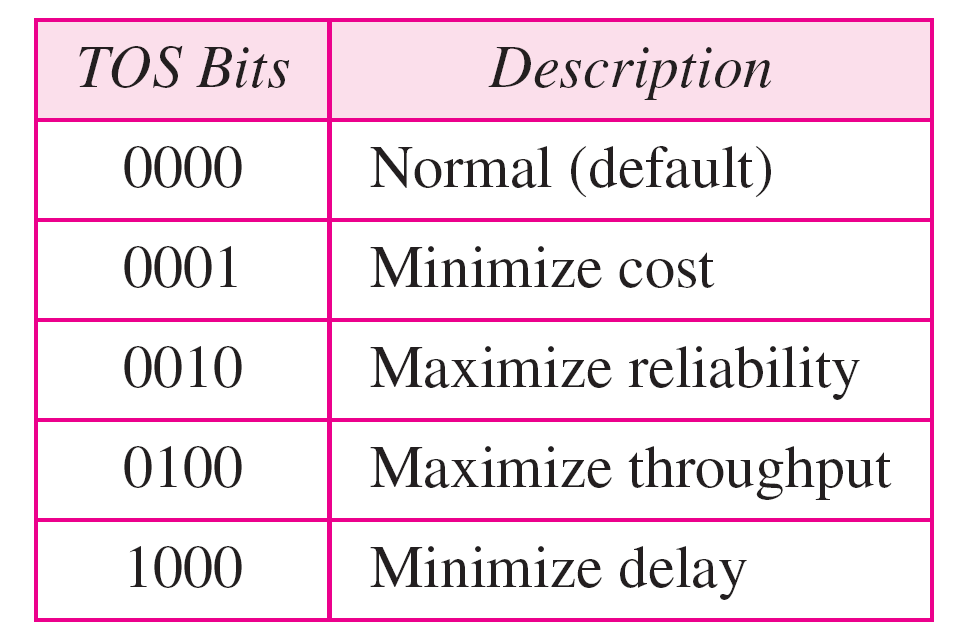 TOS Bits Description
0000 Normal (default)
0001 Minimize cost
0010 Maximize reliability
0100 Maximize throughput
1000 Minimize delay